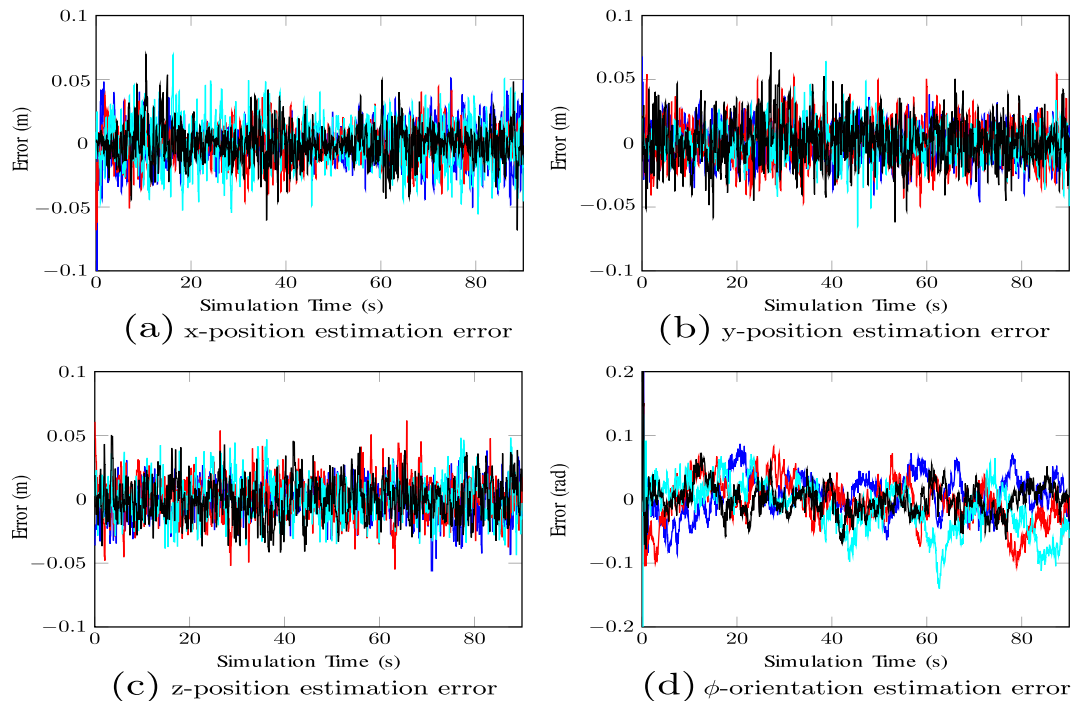 0.1
0.05
0
−0.05
−0.1
Error (m)
0 20 40 60 80
Simulation Time (s)
(a) x-position estimation error
0.1
0.05
0
−0.05
−0.1
Error (m)
0 20 40 60 80
Simulation Time (s)
(b) y-position estimation error
0.1
0.05
0
−0.05
−0.1
Error (m)
0 20 40 60 80
Simulation Time (s)
(c) z-position estimation error
0.2
0.1
0
−0.1
−0.2
Error (rad)
0 20 40 60 80
Simulation Time (s)
(d) ϕ-orientation estimation error